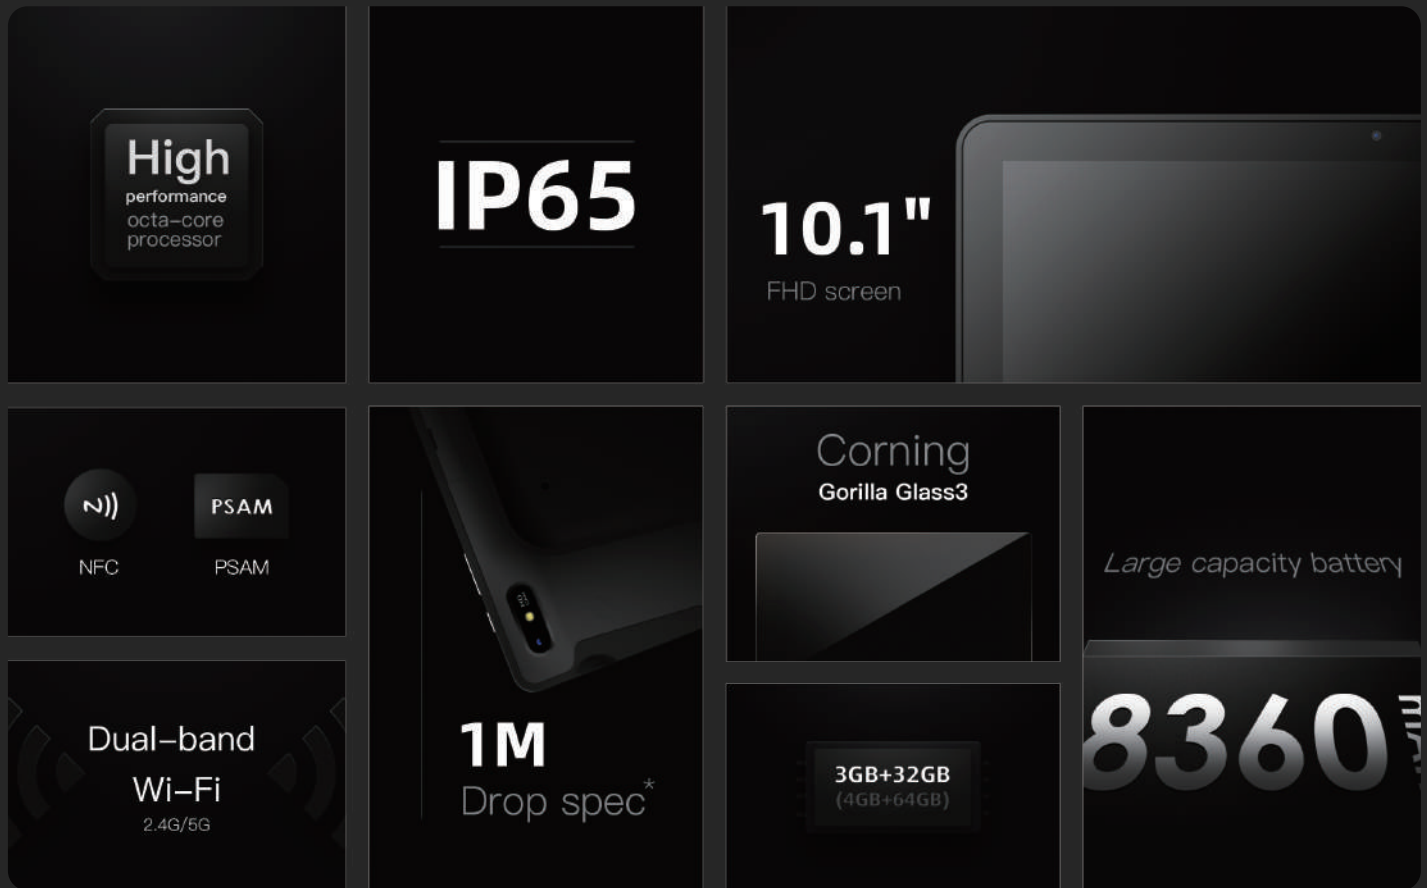 High
performance
octa-core
processor
IP65
10.1"
FHD screen
PSAM
NFC
PSAM
Dual-band
Wi-Fi
2.4G/5G
1M
Drop spec*
Corning
Gorilla Glass3
3GB+32GB
(4GB+64GB)
Large capacity battery
8360